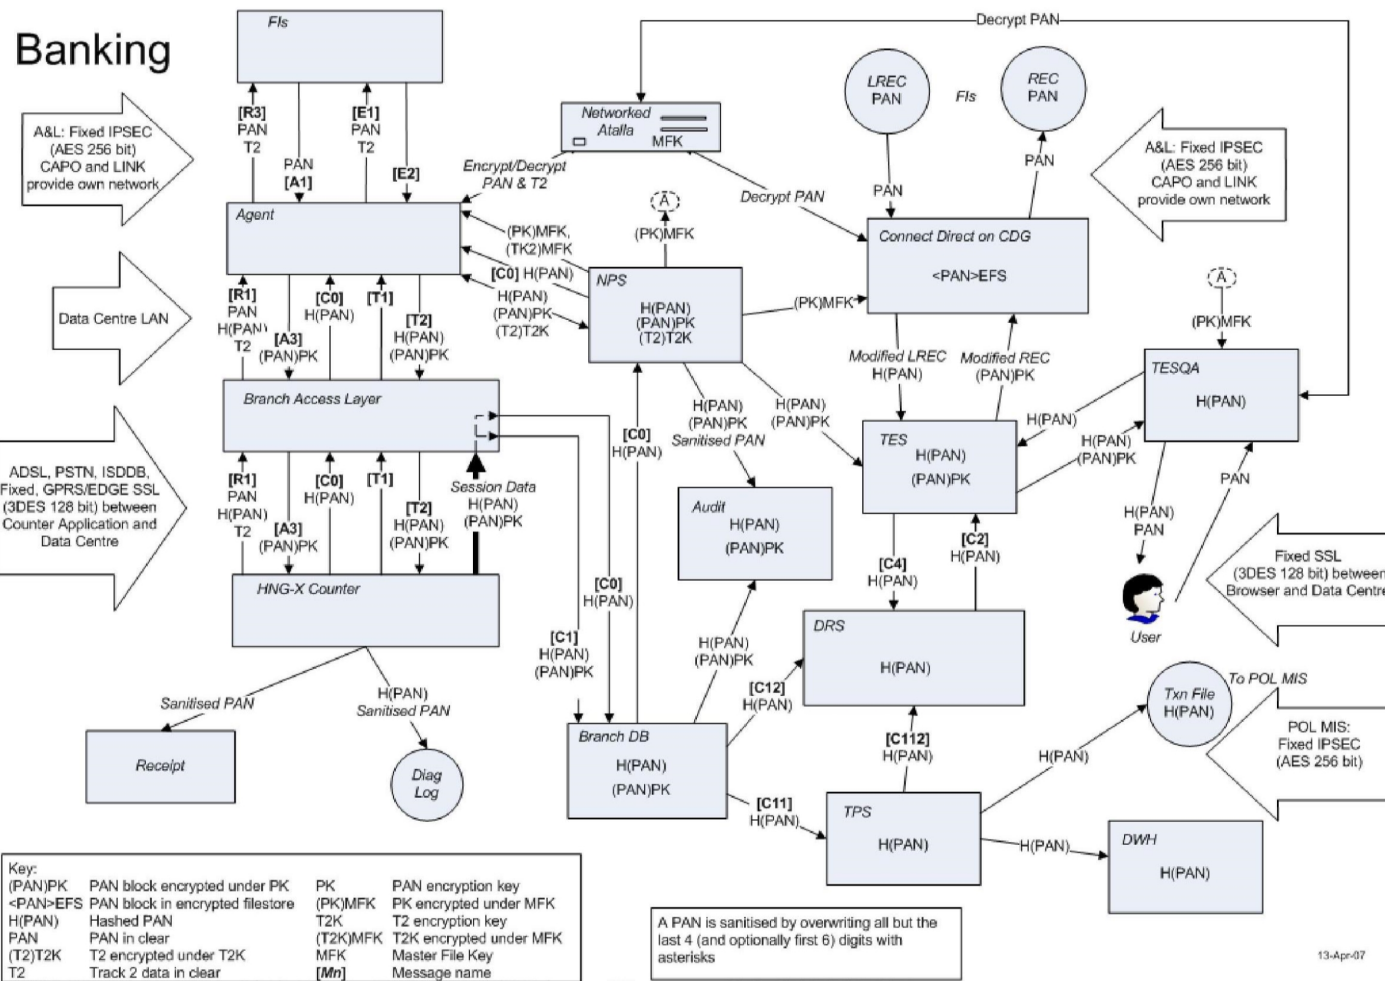 Banking
FIs
Decrypt PAN
LREC
PAN
FIs
REC
PAN
A&L: Fixed IPSEC
(AES 256 bit)
CAPO and LINK
provide own network
[R3]
PAN
T2
PAN
[A1]
[E1]
PAN
T2
[E2]
Networked
Atalla
MFK
Encrypt/Decrypt
PAN & T2
Decrypt PAN
PAN
PAN
A&L: Fixed IPSEC
(AES 256 bit)
CAPO and LINK
provide own network
Agent
(PK)MFK,
(TK2)MFK
[C0] H(PAN)
H(PAN)
(PAN)PK
(T2)T2K
A
(PK)MFK
NPS
H(PAN)
(PAN)PK
(T2)T2K
(PK)MFK
Connect Direct on CDG
<PAN>EFS
A
(PK)MFK
Data Centre LAN
[R1]
PAN
H(PAN)
T2
[A3]
(PAN)PK
[C0]
H(PAN)
[T1]
[T2]
H(PAN)
(PAN)PK
Modified LREC
H(PAN)
Modified REC
(PAN)PK
TESQA
H(PAN)
Branch Access Layer
H(PAN)
(PAN)PK
Sanitised PAN
H(PAN)
(PAN)PK
[C0]
H(PAN)
TES
H(PAN)
(PAN)PK
H(PAN)
H(PAN)
(PAN)PK
PAN
H(PAN)
PAN
ADSL, PSTN, ISDDB,
Fixed, GPRS/EDGE SSL
(3DES 128 bit) between
Counter Application and
Data Centre
[R1]
PAN
H(PAN)
T2
[A3]
(PAN)PK
[C0]
H(PAN)
[T1]
[T2]
H(PAN)
(PAN)PK
Session Data
H(PAN)
(PAN)PK
Audit
H(PAN)
(PAN)PK
[C4]
H(PAN)
[C2]
H(PAN)
Fixed SSL
(3DES 128 bit) between
Browser and Data Centre
User
HNG-X Counter
[C0]
H(PAN)
[C1]
H(PAN)
(PAN)PK
H(PAN)
(PAN)PK
DRS
H(PAN)
[C12]
H(PAN)
Sanitised PAN
H(PAN)
Sanitised PAN
Receipt
Diag
Log
Branch DB
H(PAN)
(PAN)PK
[C112]
H(PAN)
[C11]
H(PAN)
H(PAN)
Txn File
H(PAN)
To POL MIS
POL MIS:
Fixed IPSEC
(AES 256 bit)
TPS
H(PAN)
H(PAN)
DWH
H(PAN)
Key:
(PAN)PK PAN block encrypted under PK PK PAN encryption key
<PAN>EFS PAN block in encrypted filestore (PK)MFK PK encrypted under MFK
H(PAN) Hashed PAN T2K T2 encryption key
PAN PAN in clear (T2K)MFK T2K encrypted under MFK
(T2)T2K T2 encrypted under T2K MFK Master File Key
T2 Track 2 data in clear [Mn] Message name
A PAN is sanitised by overwriting all but the
last 4 (and optionally first 6) digits with
asterisks
13-Apr-07